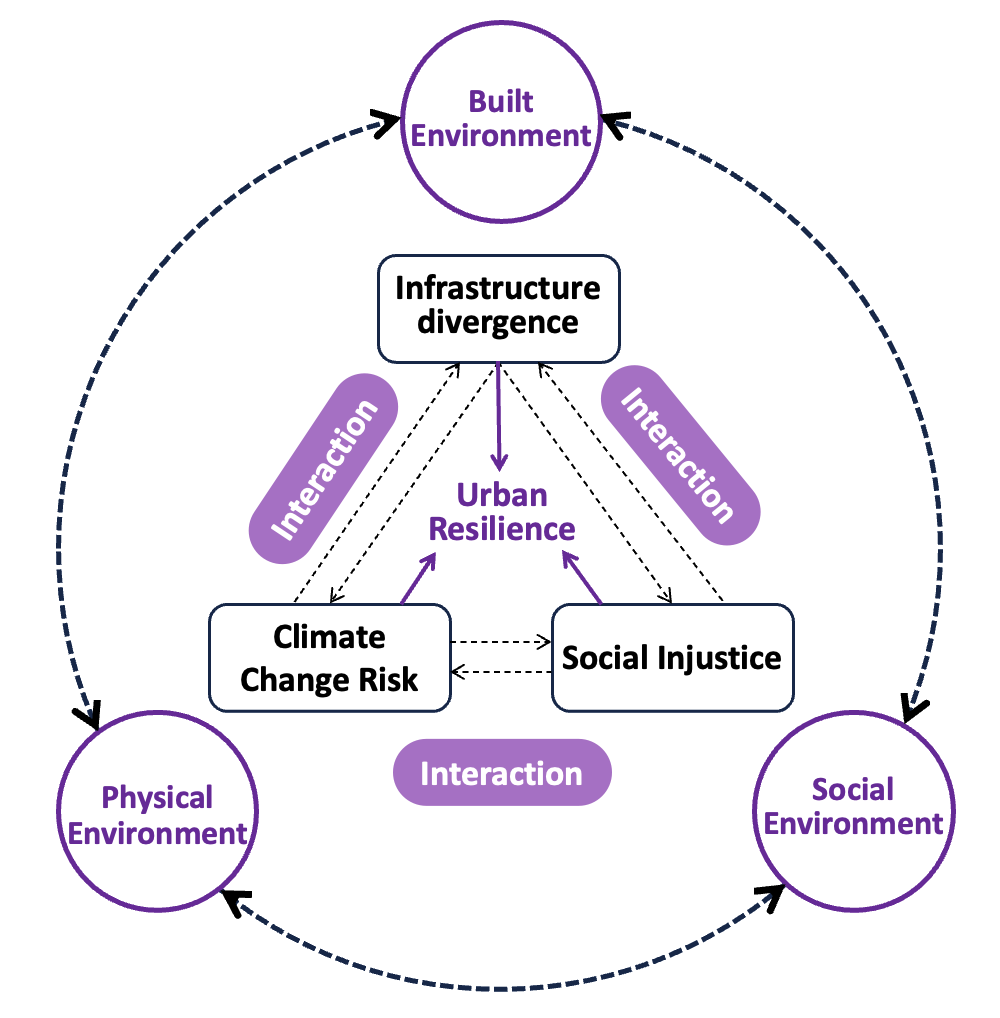 Built
Environment
Infrastructure
divergence
Interaction
Interaction
Urban
Resilience
Climate
Change Risk
Social Injustice
Interaction
Physical
Environment
Social
Environment